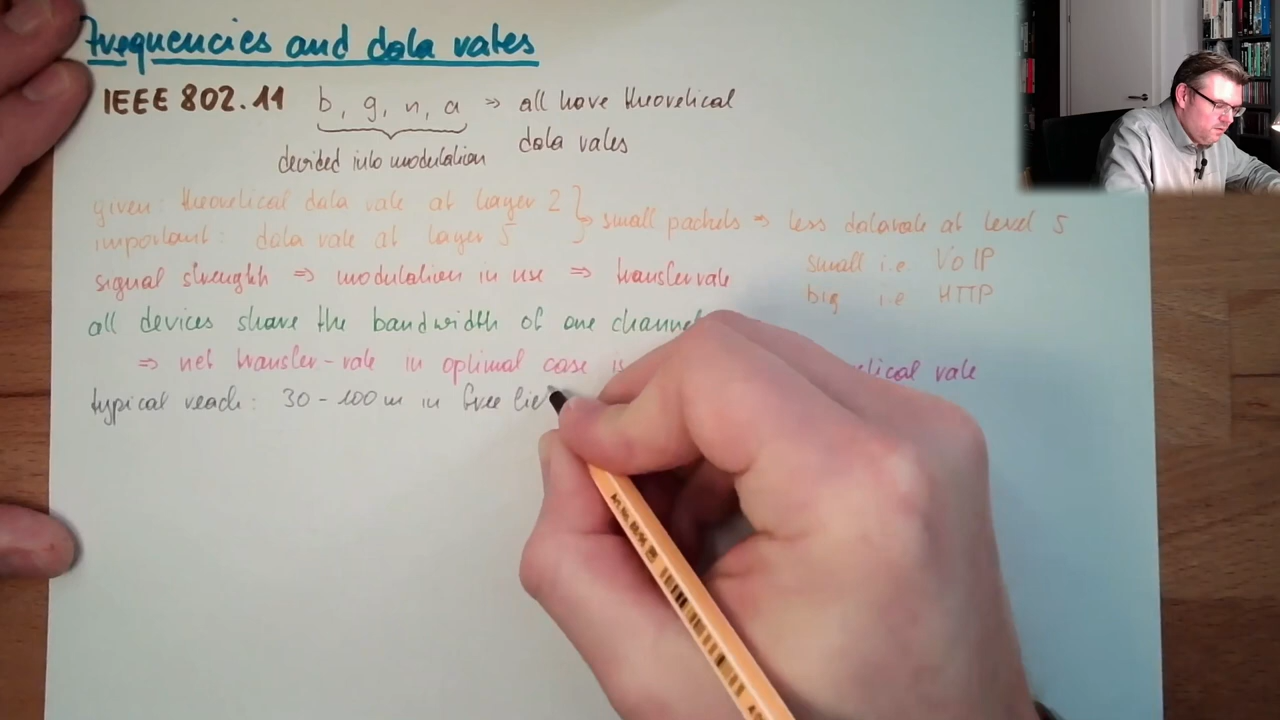 Frequencies and data rates
IEEE 802.11 b, g, n, a ⇒ all have theoretical
data rates
devided into modulation
given: theoretical data rate at Layer 2
important: data rate at Layer 5
small packets ⇒ less datarate at level 5
small i.e. VoIP
big i.e. HTTP
signal strength ⇒ modulation in use ⇒ transferrate
all devices share the bandwidth of one channel
⇒ net transfer-rate in optimal case is
rate
typical reach: 30-100m in free